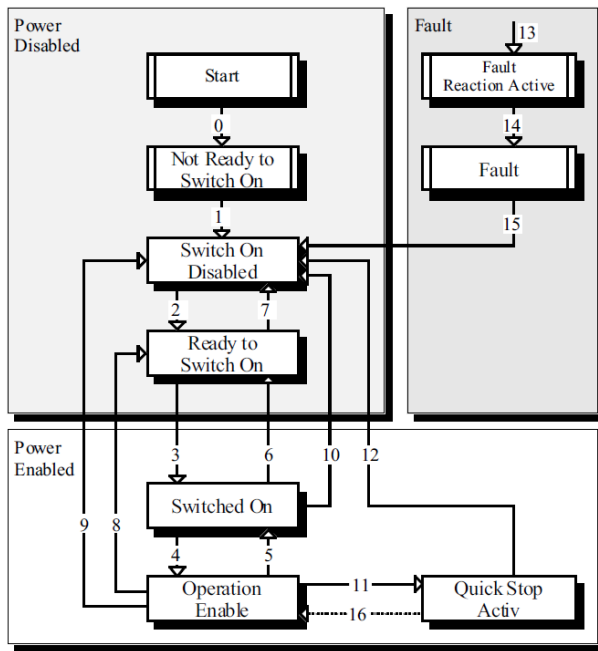 Power
Disabled
Start
0
Not Ready to
Switch On
1
Switch On
Disabled
2
7
Ready to
Switch On
Fault
13
Fault
Reaction Active
14
Fault
15
Power
Enabled
3
6
10
12
Switched On
9
8
4
5
Operation
Enable
11
16
Quick Stop
Activ